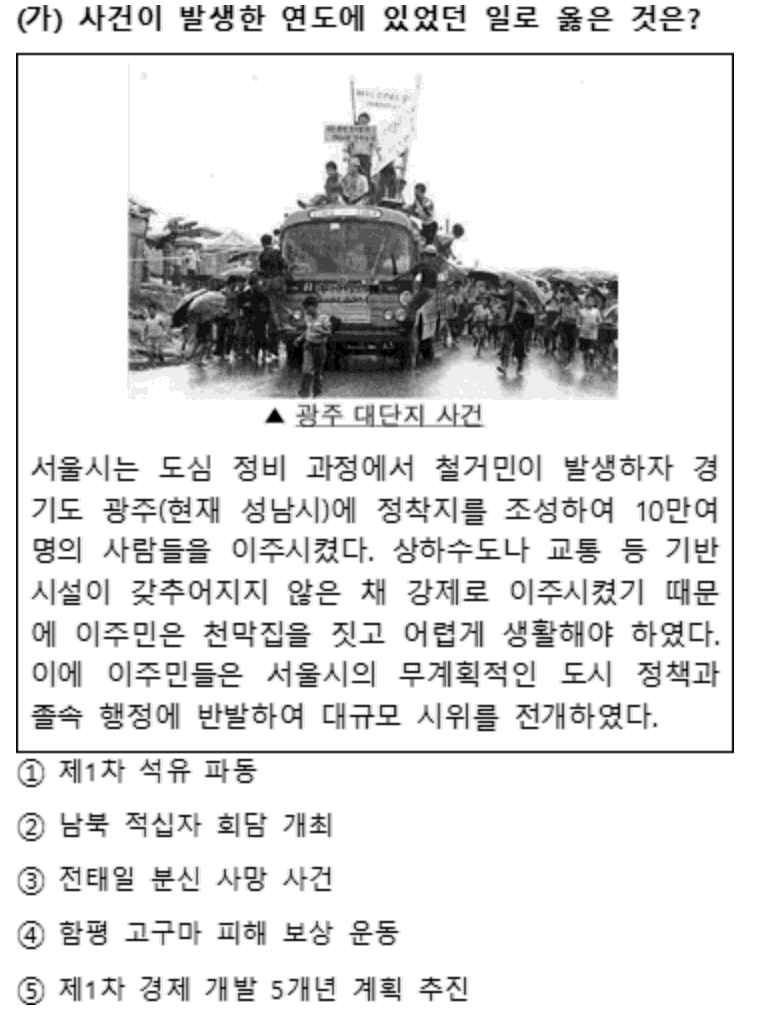 (가) 사건이 발생한 연도에 있었던 일로 옳은 것은?
▲ 광주 대단지 사건
서울시는 도심 정비 과정에서 철거민이 발생하자 경
기도 광주(현재 성남시)에 정착지를 조성하여 10만여
명의 사람들을 이주시켰다. 상하수도나 교통 등 기반
시설이 갖추어지지 않은 채 강제로 이주시켰기 때문
에 이주민은 천막집을 짓고 어렵게 생활해야 하였다.
이에 이주민들은 서울시의 무계획적인 도시 정책과
졸속 행정에 반발하여 대규모 시위를 전개하였다.
① 제1차 석유 파동
② 남북 적십자 회담 개최
③ 전태일 분신 사망 사건
④ 함평 고구마 피해 보상 운동
⑤ 제1차 경제 개발 5개년 계획 추진